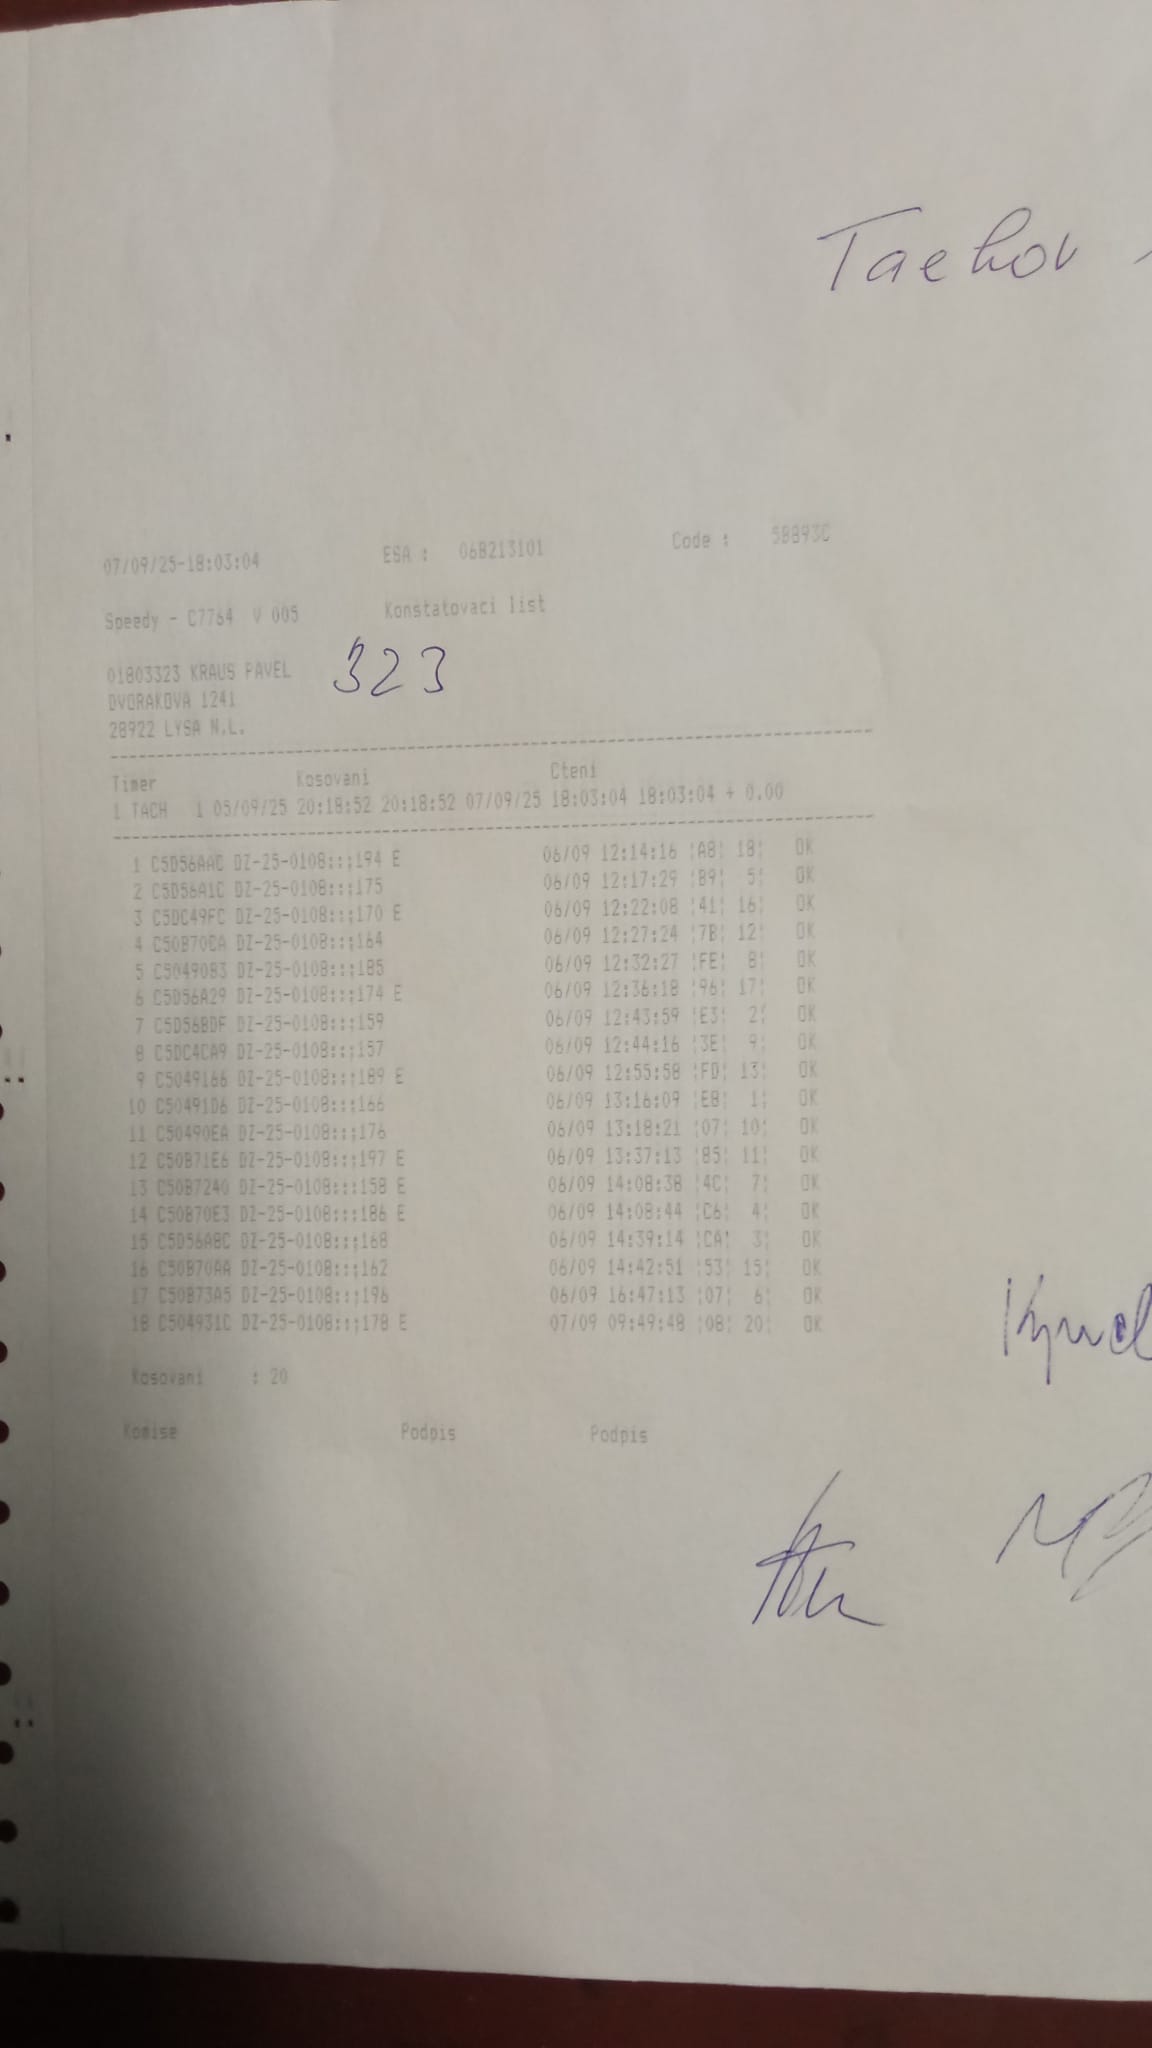 Tachov
07/09/25-18:03:04 ESA : 06B213101 Code : 5B893C
Speedy - C7764 V 005 Konstatovaci list
01803323 KRAUS PAVEL 323
DVORAKOVA 1241
28922 LYSA N.L.
Timer Kosovani Cteni
1 TACH 1 05/09/25 20:18:52 20:18:52 07/09/25 18:03:04 18:03:04 + 0.00
1 C5D56AAC DZ-25-0108:::194 E 06/09 12:14:16 |A8| 18| OK
2 C5D56A1C DZ-25-0108:::175 06/09 12:17:29 |B9| 5| OK
3 C5DC49FC DZ-25-0108:::170 E 06/09 12:22:08 |41| 16| OK
4 C50B70EA DZ-25-0108:::164 06/09 12:27:24 |7B| 12| OK
5 C50490B3 DZ-25-0108:::185 06/09 12:32:27 |FE| 8| OK
6 C5D56A29 DZ-25-0108:::174 E 06/09 12:36:18 |96| 17| OK
7 C5D56BDF DZ-25-0108:::159 06/09 12:43:59 |E3| 2| OK
8 C5DC4CA9 DZ-25-0108:::157 06/09 12:44:16 |3E| 9| OK
9 C5049166 DZ-25-0108:::189 E 06/09 12:55:58 |FD| 13| OK
10 C50491D6 DZ-25-0108:::166 06/09 13:16:09 |E8| 1| OK
11 C50490EA DZ-25-0108:::176 06/09 13:18:21 |07| 10| OK
12 C50B71E6 DZ-25-0108:::197 E 06/09 13:37:13 |85| 11| OK
13 C50B7240 DZ-25-0108:::158 E 06/09 14:08:38 |4C| 7| OK
14 C50B70E3 DZ-25-0108:::186 E 06/09 14:08:44 |C6| 4| OK
15 C5D56ABC DZ-25-0108:::168 06/09 14:39:14 |CA| 3| OK
16 C50B70AA DZ-25-0108:::162 06/09 14:42:51 |53| 15| OK
17 C50B73A5 DZ-25-0108:::196 06/09 16:47:13 |07| 6| OK
18 C504931C DZ-25-0108:::178 E 07/09 09:49:48 |08| 20| OK
Kosovani : 20
Komise Podpis Podpis